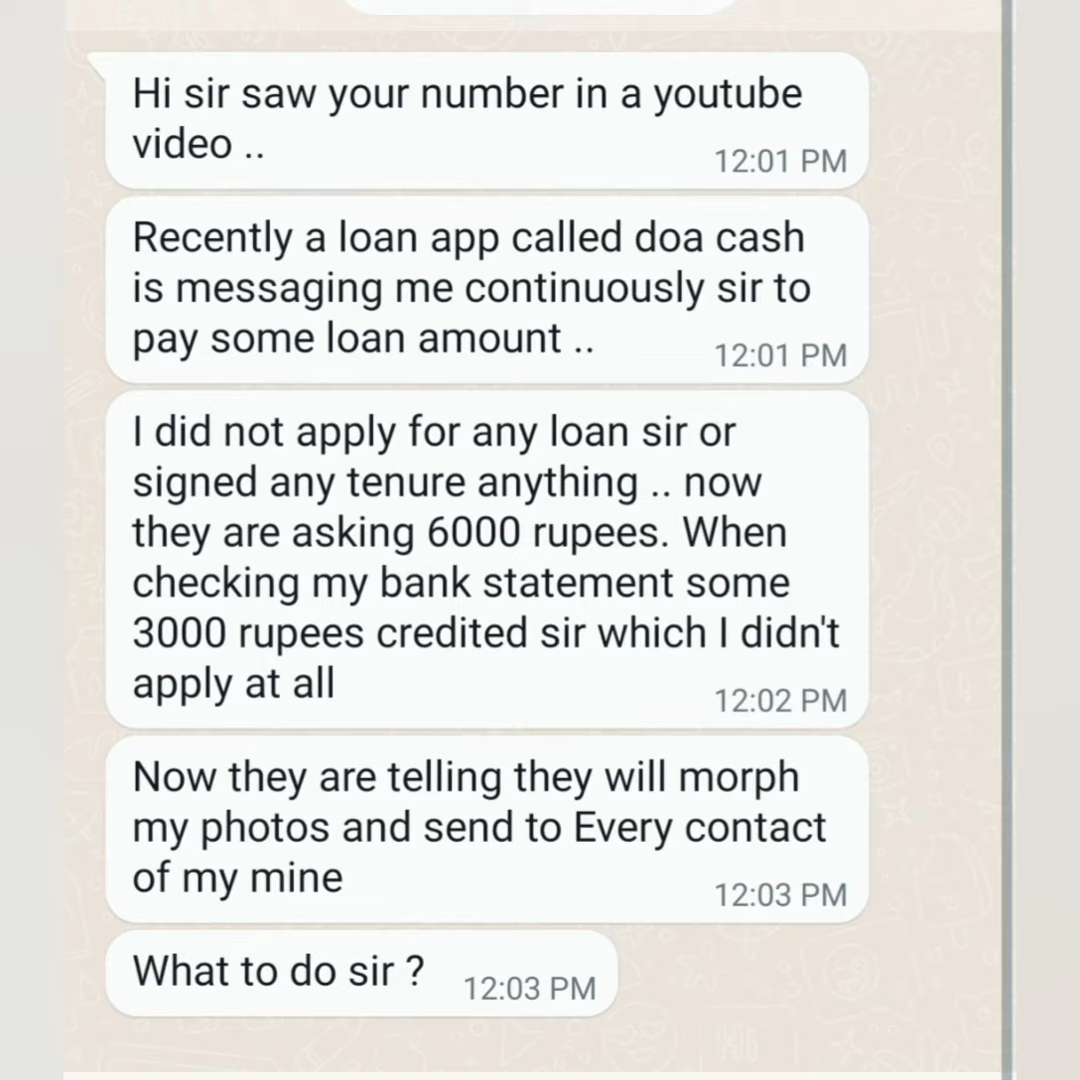 Hi sir saw your number in a youtube
video ..
12:01 PM
Recently a loan app called doa cash
is messaging me continuously sir to
pay some loan amount ..
12:01 PM
I did not apply for any loan sir or
signed any tenure anything .. now
they are asking 6000 rupees. When
checking my bank statement some
3000 rupees credited sir which I didn't
apply at all
12:02 PM
Now they are telling they will morph
my photos and send to Every contact
of my mine
12:03 PM
What to do sir ? 12:03 PM